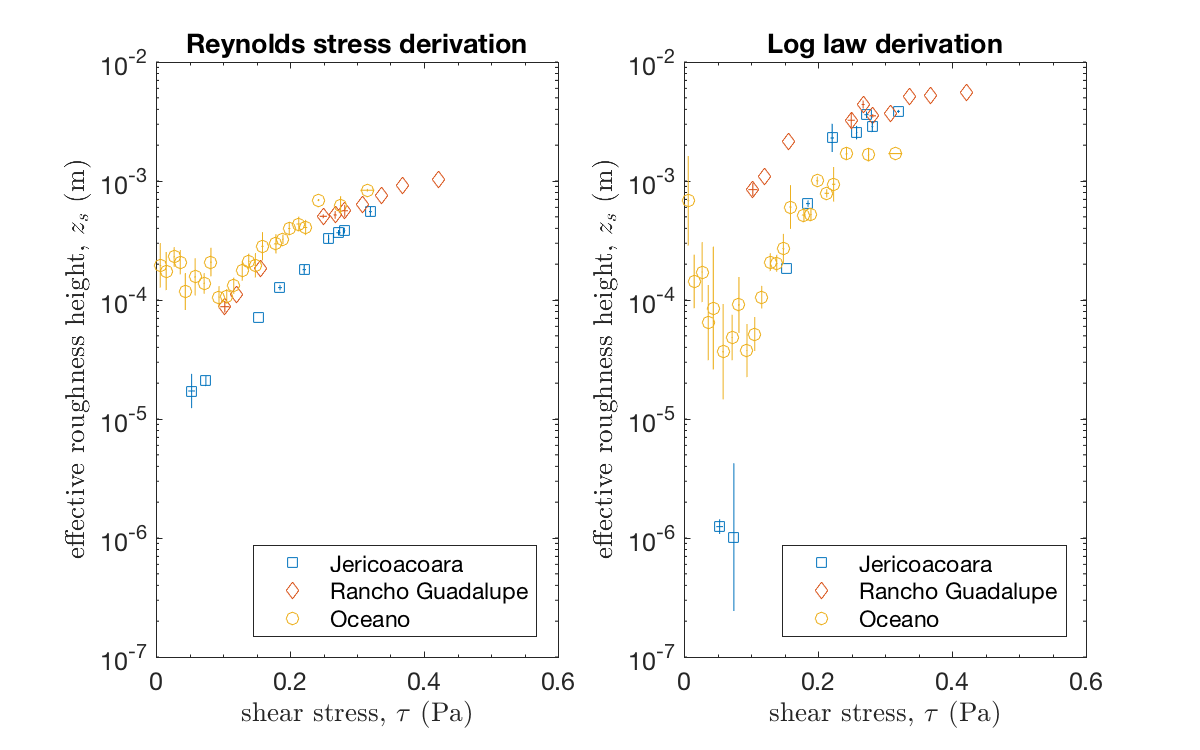 Reynolds stress derivation
effective roughness height, z_s (m)
10^-2
10^-3
10^-4
10^-5
10^-6
10^-7
Jericoacoara
Rancho Guadalupe
Oceano
0 0.2 0.4 0.6
shear stress, τ (Pa)
Log law derivation
effective roughness height, z_s (m)
10^-2
10^-3
10^-4
10^-5
10^-6
10^-7
Jericoacoara
Rancho Guadalupe
Oceano
0 0.2 0.4 0.6
shear stress, τ (Pa)